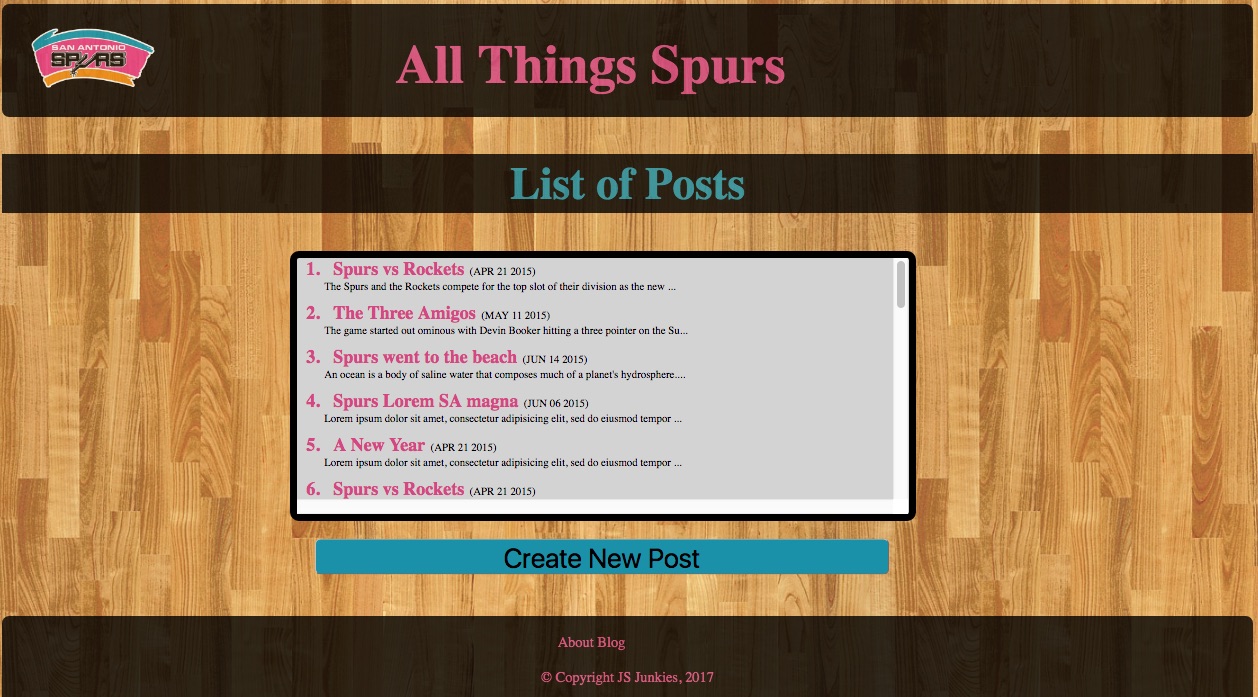 SAN ANTONIO
SPURS
All Things Spurs
List of Posts
1. Spurs vs Rockets (APR 21 2015)
The Spurs and the Rockets compete for the top slot of their division as the new ...
2. The Three Amigos (MAY 11 2015)
The game started out ominous with Devin Booker hitting a three pointer on the Su...
3. Spurs went to the beach (JUN 14 2015)
An ocean is a body of saline water that composes much of a planet's hydrosphere....
4. Spurs Lorem SA magna (JUN 06 2015)
Lorem ipsum dolor sit amet, consectetur adipisicing elit, sed do eiusmod tempor ...
5. A New Year (APR 21 2015)
Lorem ipsum dolor sit amet, consectetur adipisicing elit, sed do eiusmod tempor ...
6. Spurs vs Rockets (APR 21 2015)
Create New Post
About Blog
© Copyright JS Junkies, 2017